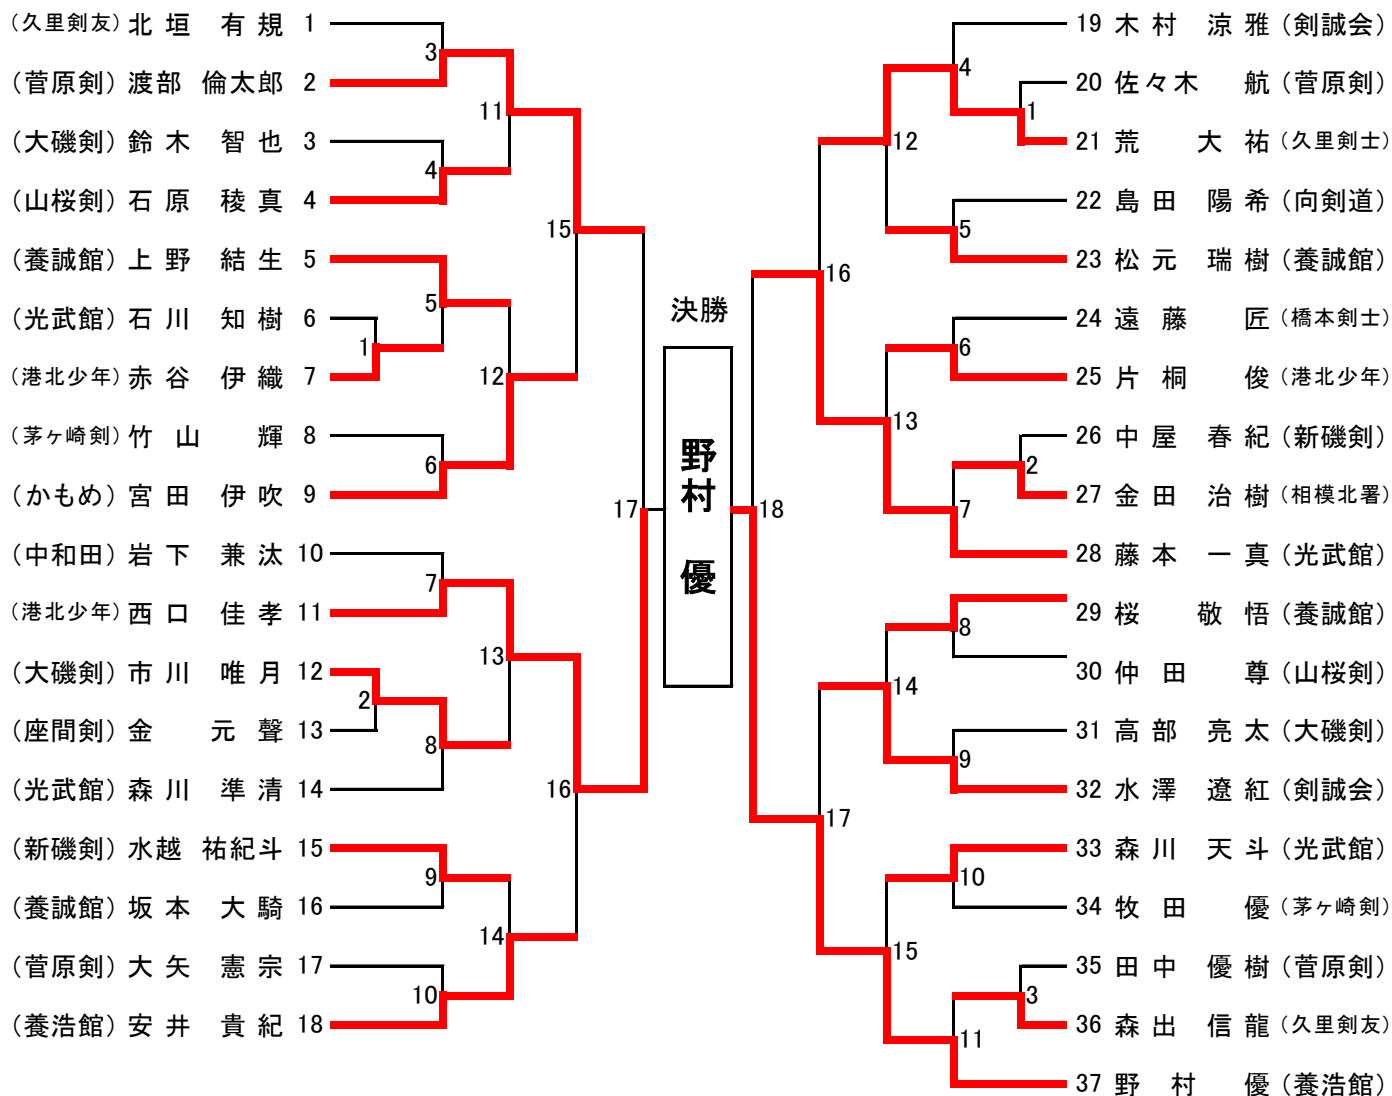 (久里剣友) 北垣 有規 1
(菅原剣) 渡部 倫太郎 2
(大磯剣) 鈴木 智也 3
(山桜剣) 石原 稜真 4
(養誠館) 上野 結生 5
(光武館) 石川 知樹 6
(港北少年) 赤谷 伊織 7
(茅ヶ崎剣) 竹山 輝 8
(かもめ) 宮田 伊吹 9
(中和田) 岩下 兼汰 10
(港北少年) 西口 佳孝 11
(大磯剣) 市川 唯月 12
(座間剣) 金 元聲 13
(光武館) 森川 準清 14
(新磯剣) 水越 祐紀斗 15
(養誠館) 坂本 大騎 16
(菅原剣) 大矢 憲宗 17
(養浩館) 安井 貴紀 18
1
2
3
4
5
6
7
8
9
10
11
12
13
14
15
16
17
決勝
野村 優
18
19 木村 涼雅 (剣誠会)
20 佐々木 航 (菅原剣)
21 荒 大祐 (久里剣士)
22 島田 陽希 (向剣道)
23 松元 瑞樹 (養誠館)
24 遠藤 匠 (橋本剣士)
25 片桐 俊 (港北少年)
26 中屋 春紀 (新磯剣)
27 金田 治樹 (相模北署)
28 藤本 一真 (光武館)
29 桜 敬悟 (養誠館)
30 仲田 尊 (山桜剣)
31 高部 亮太 (大磯剣)
32 水澤 遼紅 (剣誠会)
33 森川 天斗 (光武館)
34 牧田 優 (茅ヶ崎剣)
35 田中 優樹 (菅原剣)
36 森出 信龍 (久里剣友)
37 野村 優 (養浩館)
1
2
3
4
5
6
7
8
9
10
11
12
13
14
15
16
17